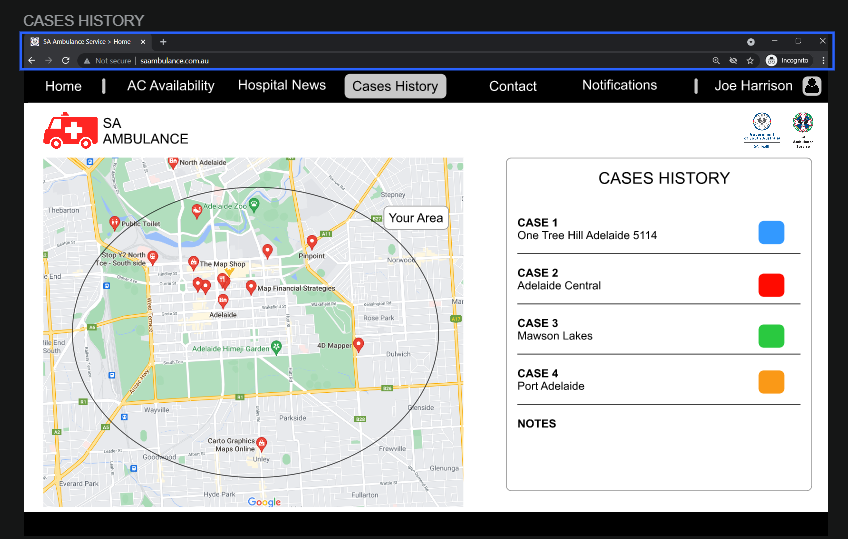 CASES HISTORY
SA Ambulance Service > Home
Not secure | saambulance.com.au
Incognito
Home
AC Availability
Hospital News
Cases History
Contact
Notifications
Joe Harrison
SA
AMBULANCE
North Adelaide
Stepney
Adelaide Zoo
Thebarton
Your Area
Public Toilet
A11
Stop Y2 North
Tce - South side
The Map Shop
Pinpoint
Norwood
Map Financial Strategies
Adelaide
Rose Park
A6
A17
Adelaide Himeji Garden
4D Mapper
Dulwich
Wayville
Parkside
Glenside
Carto Graphics
Maps Online
Goodwood
Unley
Frewville
Glenunga
Everard Park
Hyde Park
Fullarton
Google
CASES HISTORY
CASE 1
One Tree Hill Adelaide 5114
CASE 2
Adelaide Central
CASE 3
Mawson Lakes
CASE 4
Port Adelaide
NOTES